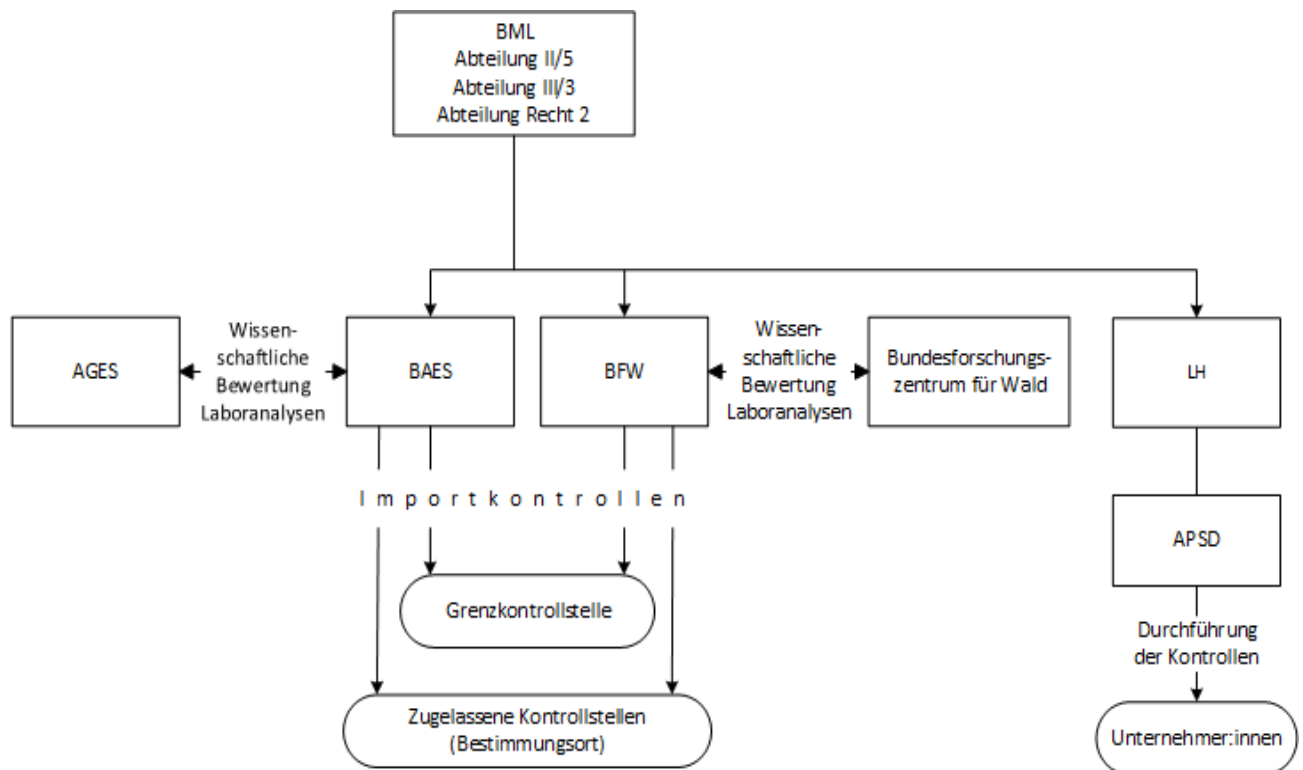 BML
Abteilung II/5
Abteilung III/3
Abteilung Recht 2
AGES
Wissen-
schaftliche
Bewertung
Laboranalysen
BAES
BFW
Wissen-
schaftliche
Bewertung
Laboranalysen
Bundesforschungs-
zentrum für Wald
LH
I m p o r t k o n t r o l l e n
APSD
Grenzkontrollstelle
Durchführung
der Kontrollen
Zugelassene Kontrollstellen
(Bestimmungsort)
Unternehmer:innen